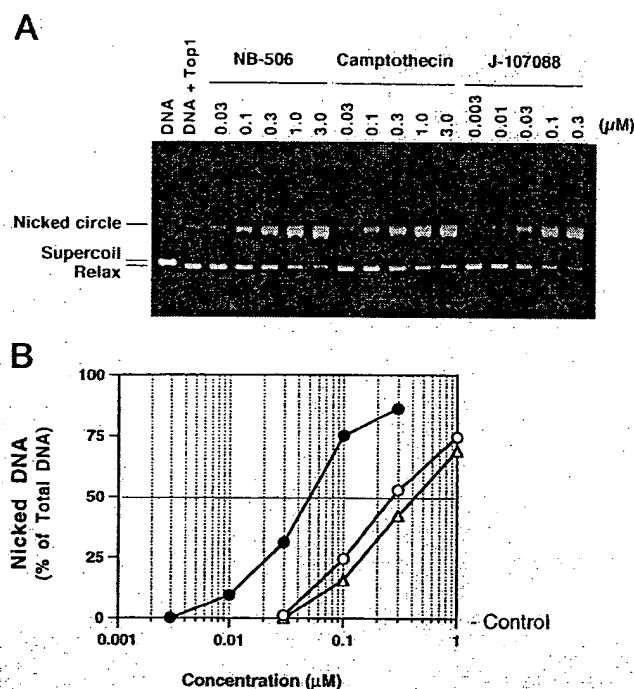 A
NB-506 Camptothecin J-107088
DNA
DNA + Top1
0.03
0.1
0.3
1.0
3.0
0.03
0.1
0.3
1.0
3.0
0.003
0.01
0.03
0.1
0.3
(μM)
Nicked circle
Supercoil
Relax
B
Nicked DNA
(% of Total DNA)
100
75
50
25
0
Control
0.001 0.01 0.1 1
Concentration (μM)